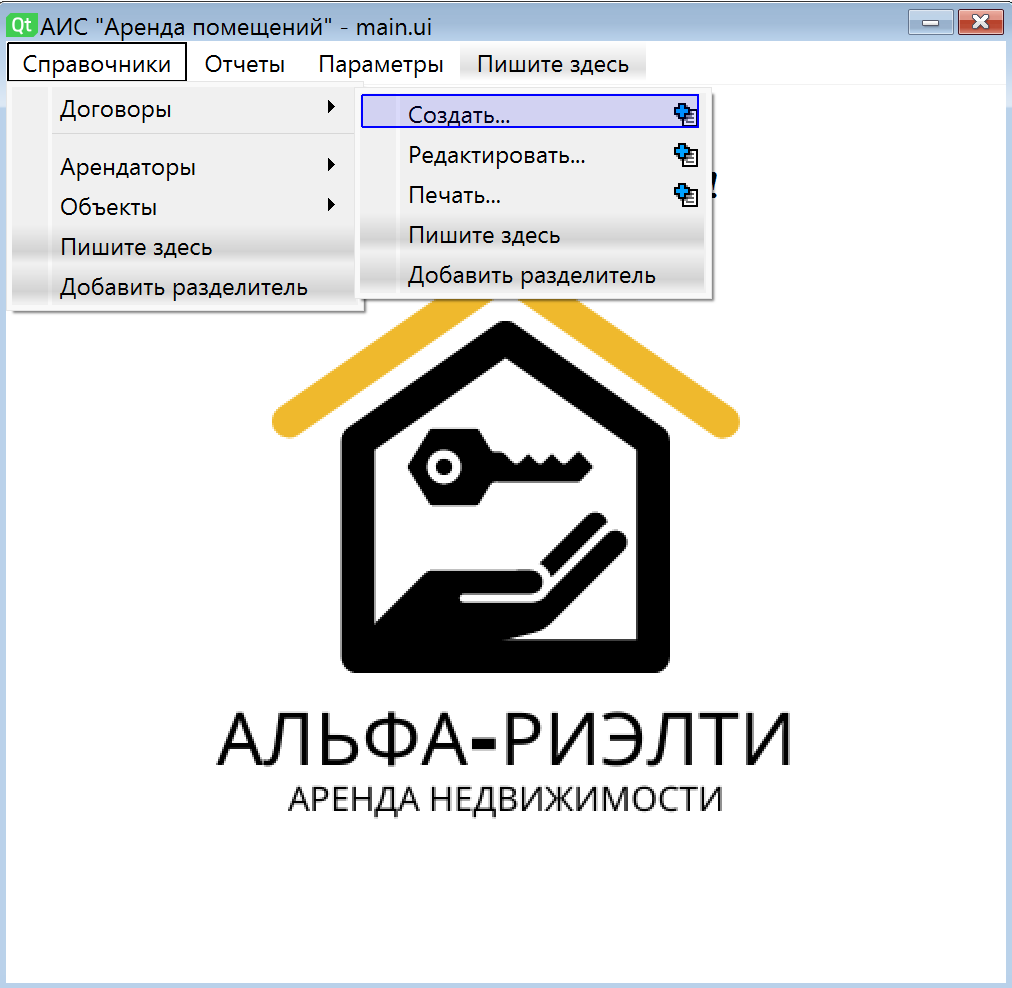 Qt АИС "Аренда помещений" - main.ui
Справочники Отчеты Параметры Пишите здесь
Договоры
Арендаторы
Объекты
Пишите здесь
Добавить разделитель
Создать...
Редактировать...
Печать...
Пишите здесь
Добавить разделитель
!
АЛЬФА-РИЭЛТИ
АРЕНДА НЕДВИЖИМОСТИ